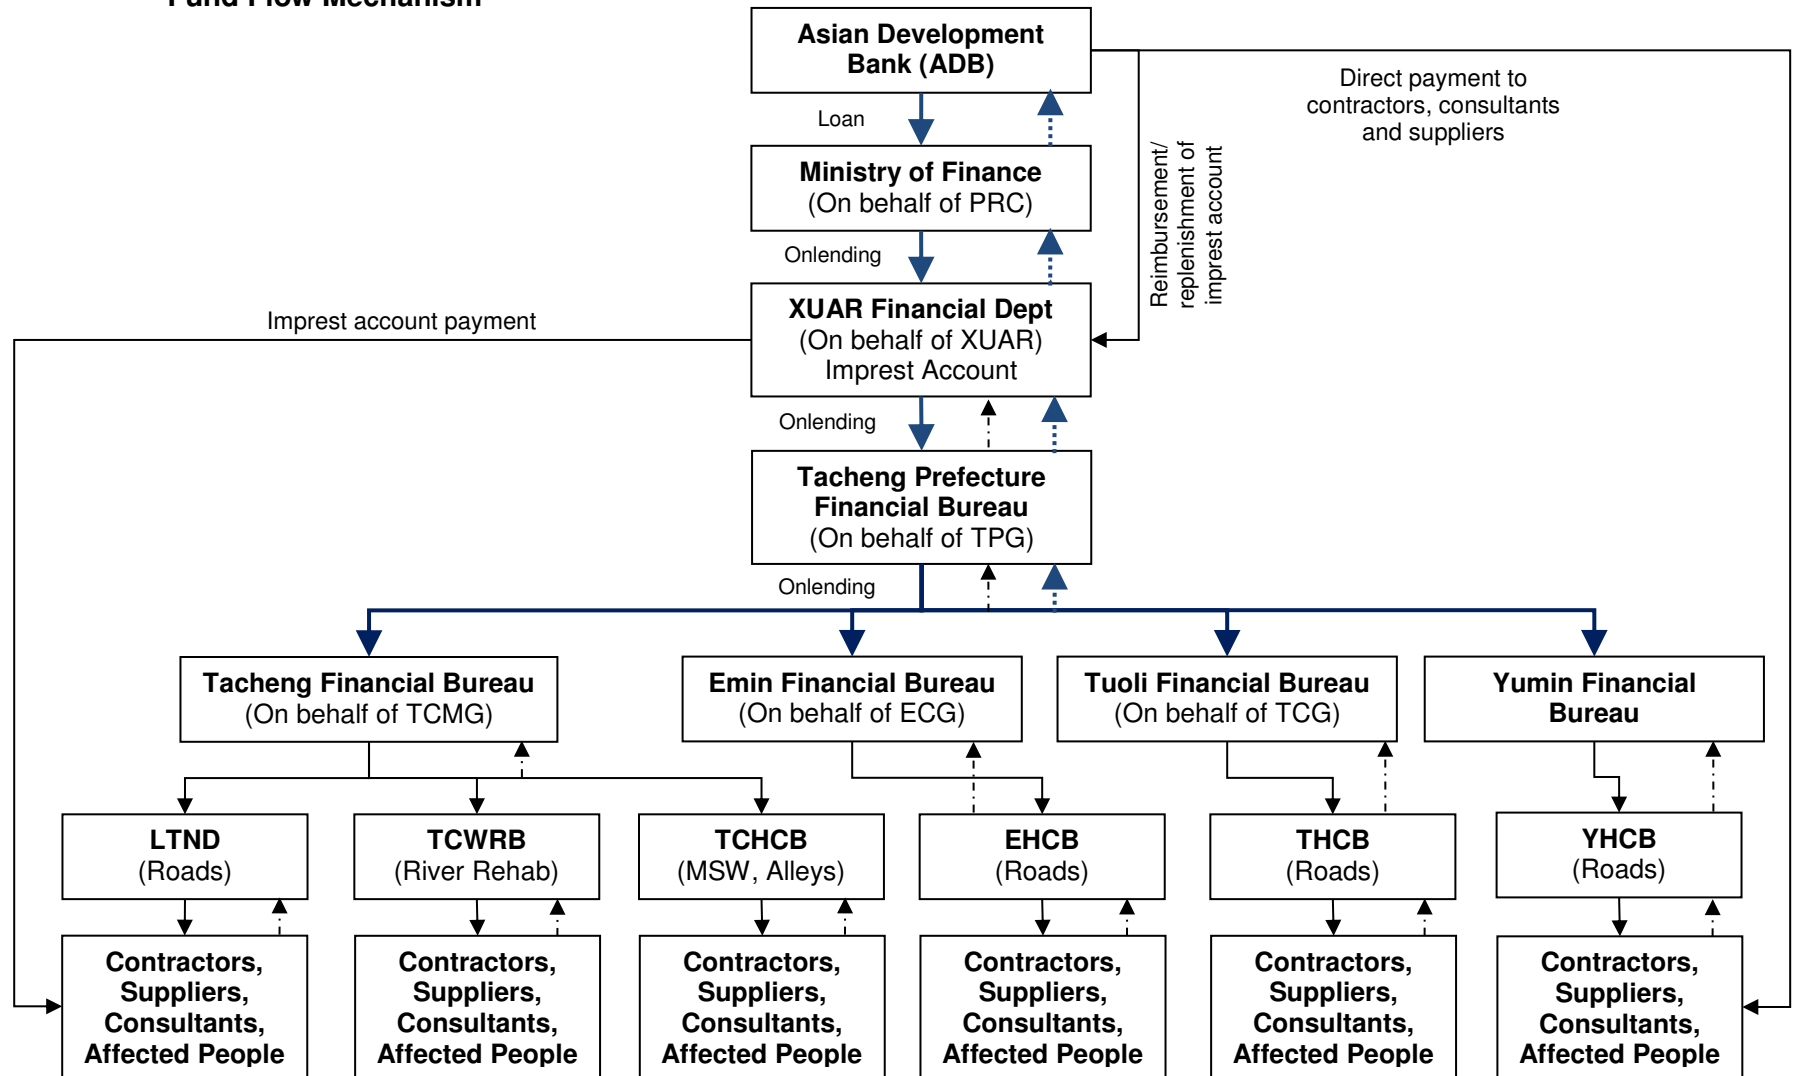 Fund Flow Mechanism
Asian Development
Bank (ADB)
Direct payment to
contractors, consultants
and suppliers
Loan
Reimbursement/
replenishment of
imprest account
Ministry of Finance
(On behalf of PRC)
Onlending
XUAR Financial Dept
(On behalf of XUAR)
Imprest Account
Imprest account payment
Onlending
Tacheng Prefecture
Financial Bureau
(On behalf of TPG)
Onlending
Tacheng Financial Bureau
(On behalf of TCMG)
Emin Financial Bureau
(On behalf of ECG)
Tuoli Financial Bureau
(On behalf of TCG)
Yumin Financial
Bureau
LTND
(Roads)
TCWRB
(River Rehab)
TCHCB
(MSW, Alleys)
EHCB
(Roads)
THCB
(Roads)
YHCB
(Roads)
Contractors,
Suppliers,
Consultants,
Affected People
Contractors,
Suppliers,
Consultants,
Affected People
Contractors,
Suppliers,
Consultants,
Affected People
Contractors,
Suppliers,
Consultants,
Affected People
Contractors,
Suppliers,
Consultants,
Affected People
Contractors,
Suppliers,
Consultants,
Affected People